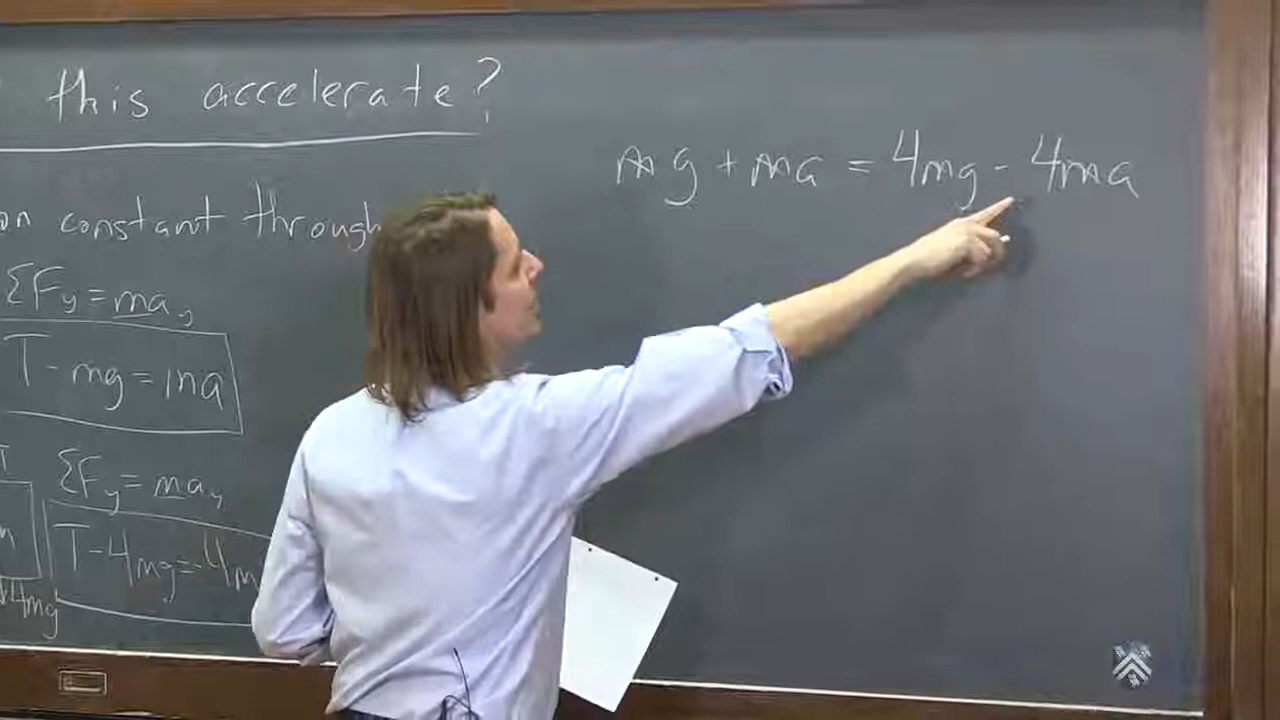 this accelerate?
mg + ma = 4mg - 4ma
on constant through
ΣFy = may
T - mg = ma
ΣFy = may
T - 4mg = -4m
4mg